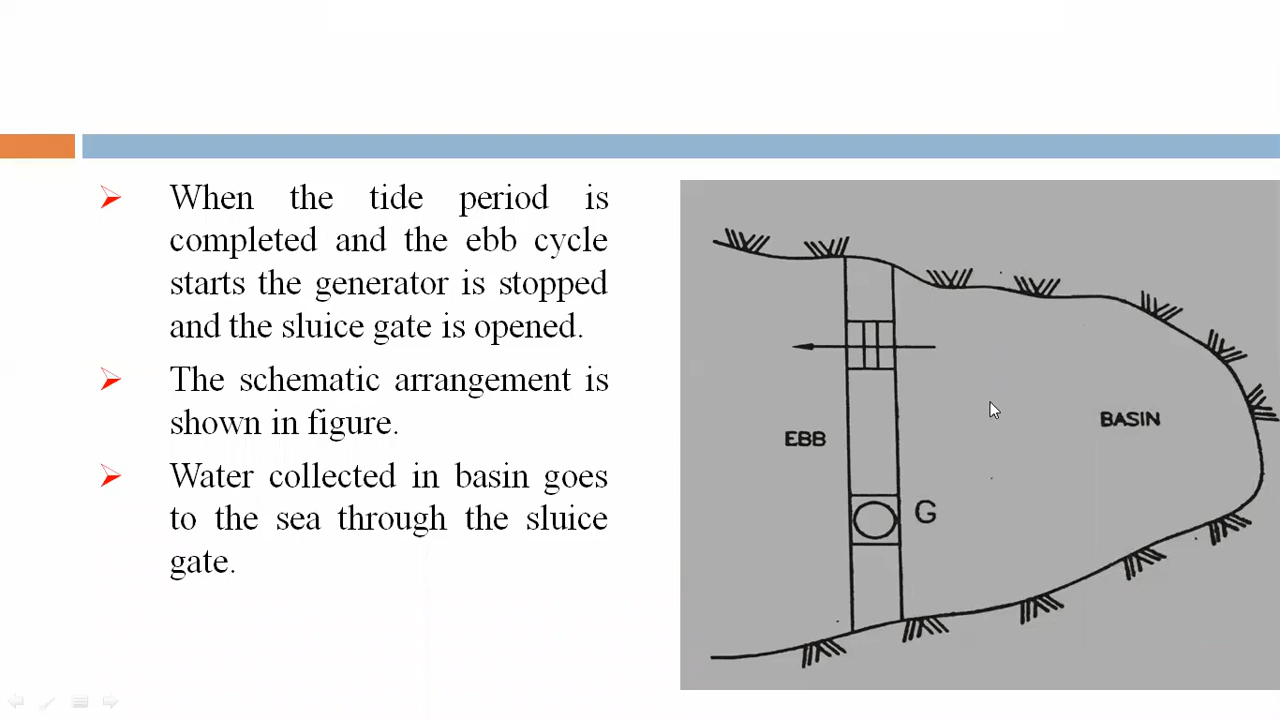 When the tide period is
completed and the ebb cycle
starts the generator is stopped
and the sluice gate is opened.
The schematic arrangement is
shown in figure.
Water collected in basin goes
to the sea through the sluice
gate.
EBB
BASIN
G